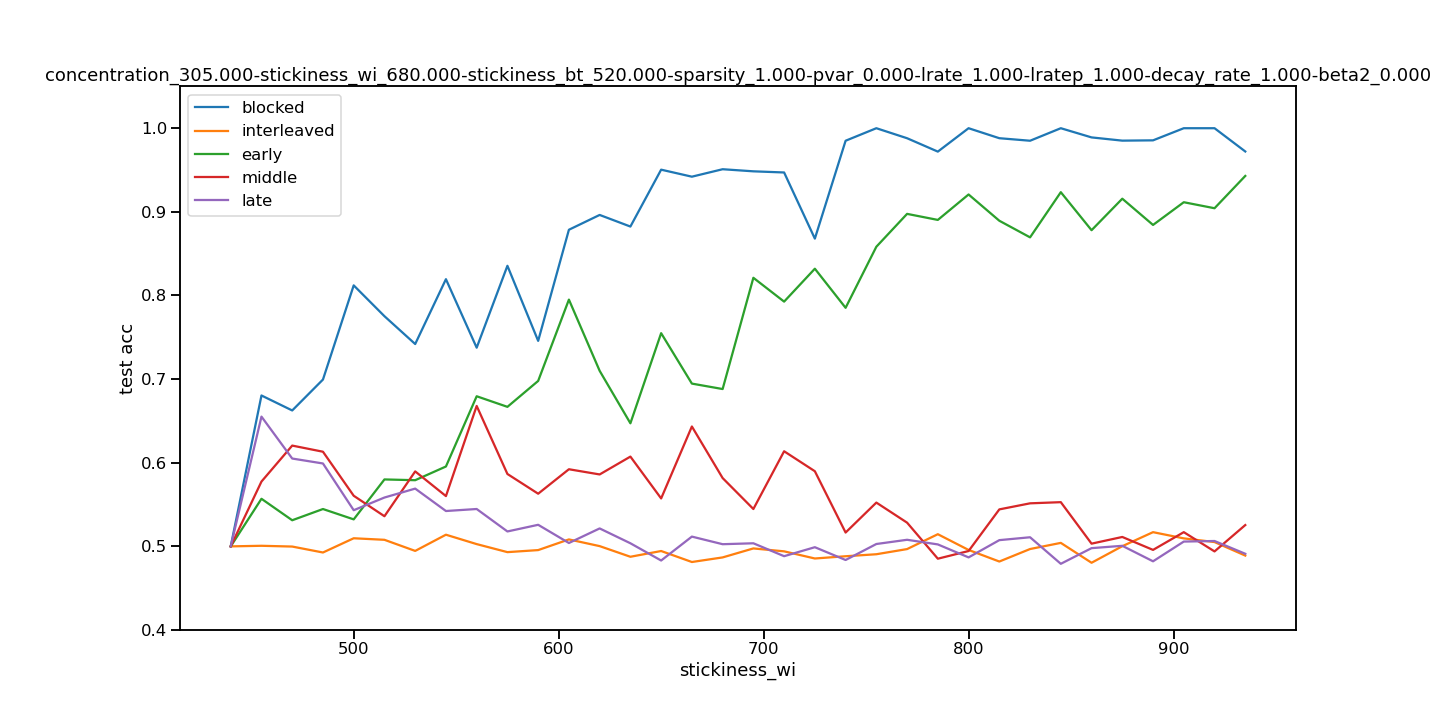 concentration_305.000-stickiness_wi_680.000-stickiness_bt_520.000-sparsity_1.000-pvar_0.000-lrate_1.000-lratep_1.000-decay_rate_1.000-beta2_0.000
blocked
interleaved
early
middle
late
1.0
0.9
0.8
0.7
0.6
0.5
0.4
test acc
500
600
700
800
900
stickiness_wi